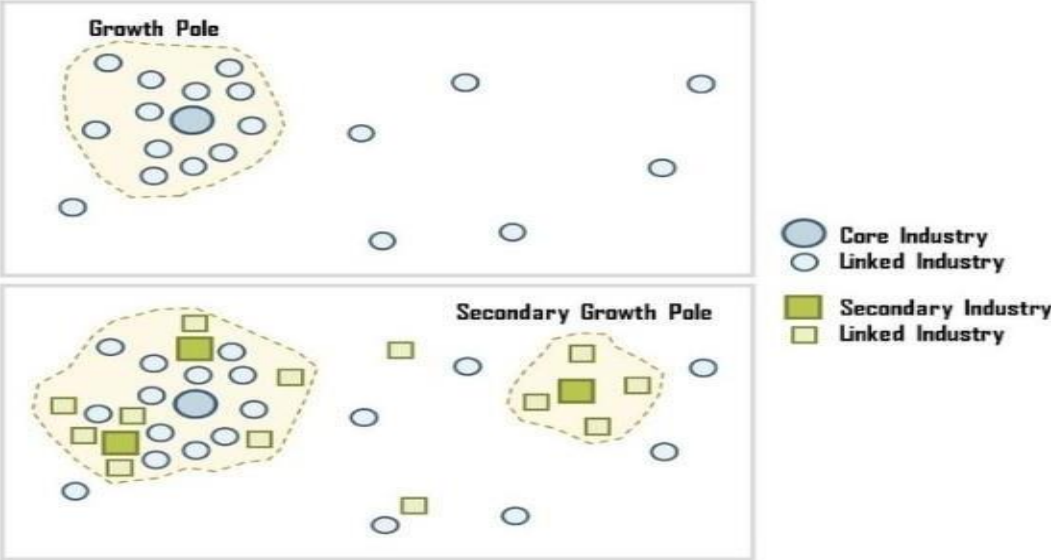 Growth Pole
Core Industry
Linked Industry
Secondary Growth Pole
Secondary Industry
Linked Industry